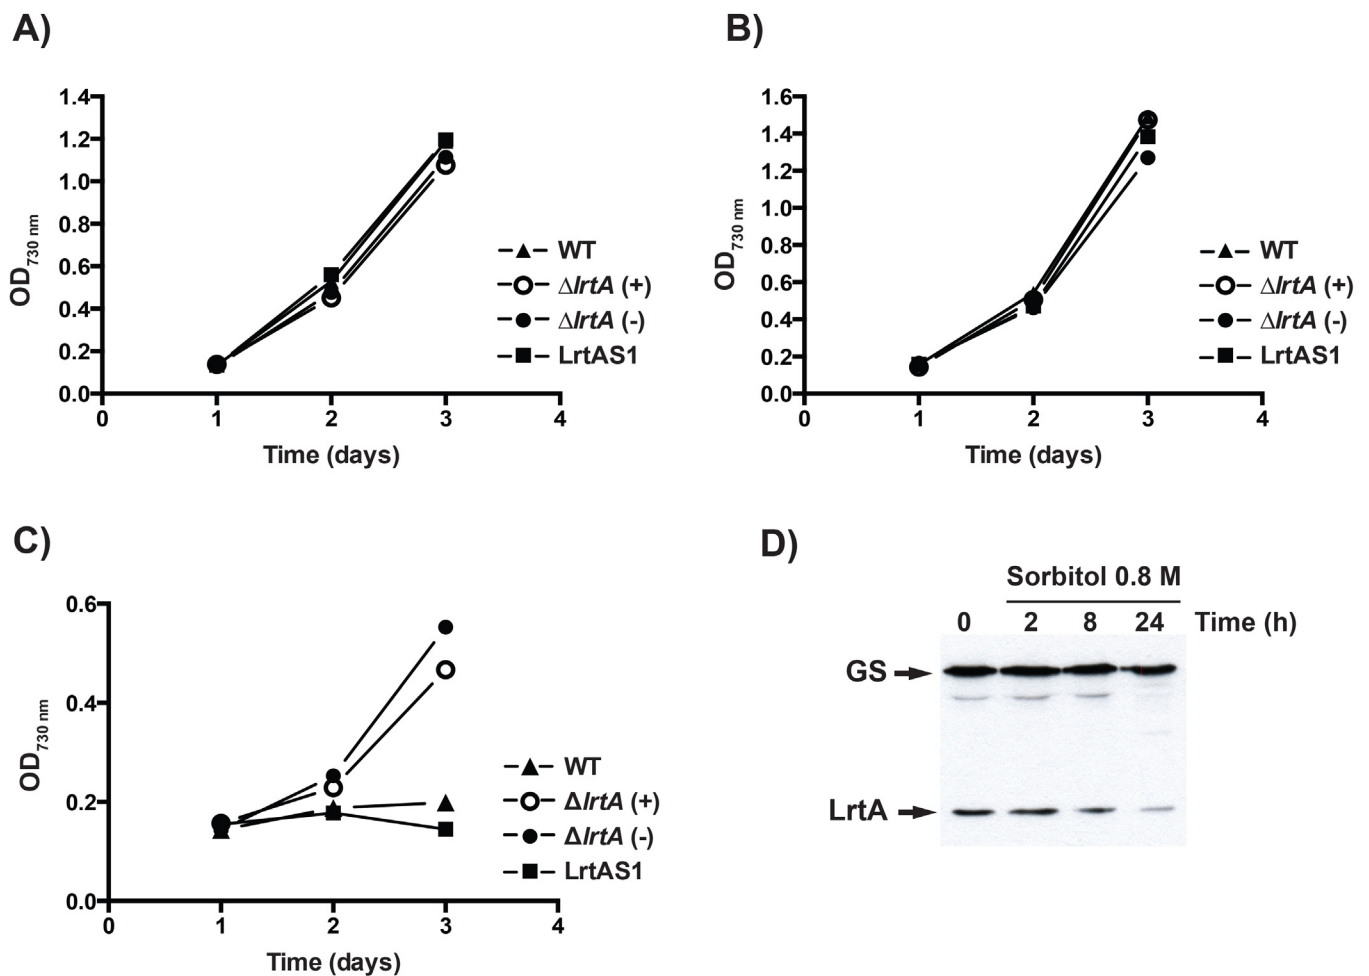 A)
1.4
1.2
1.0
0.8
0.6
0.4
0.2
0.0
0 1 2 3 4
OD730 nm
Time (days)
WT
ΔlrtA (+)
ΔlrtA (-)
LrtAS1
B)
1.6
1.4
1.2
1.0
0.8
0.6
0.4
0.2
0.0
0 1 2 3 4
OD730 nm
Time (days)
WT
ΔlrtA (+)
ΔlrtA (-)
LrtAS1
C)
0.6
0.4
0.2
0.0
0 1 2 3 4
OD730 nm
Time (days)
WT
ΔlrtA (+)
ΔlrtA (-)
LrtAS1
D)
Sorbitol 0.8 M
0 2 8 24 Time (h)
GS
LrtA